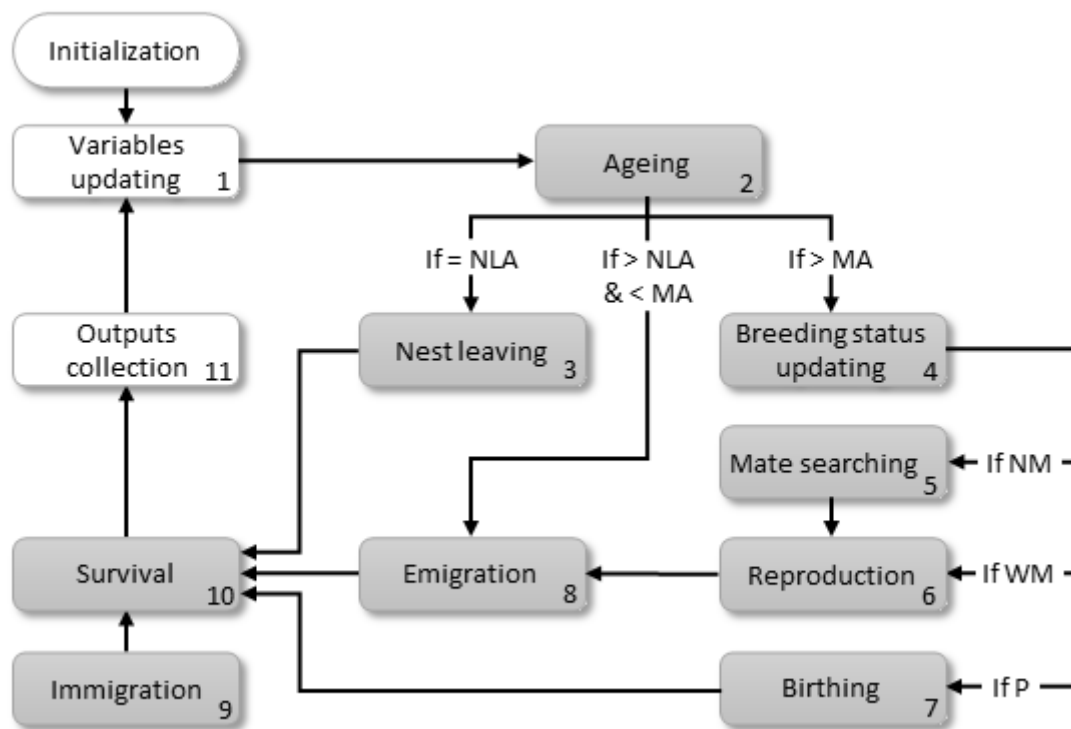 Initialization
Variables
updating 1
Ageing 2
If = NLA
If > NLA
& < MA
If > MA
Outputs
collection 11
Nest leaving 3
Breeding status
updating 4
Mate searching 5
If NM
Survival 10
Emigration 8
Reproduction 6
If WM
Immigration 9
Birthing 7
If P